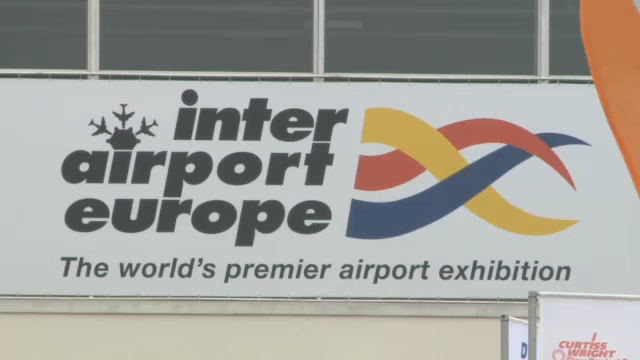 inter
airport
europe
The world's premier airport exhibition
D
CURTISS
WRIGHT